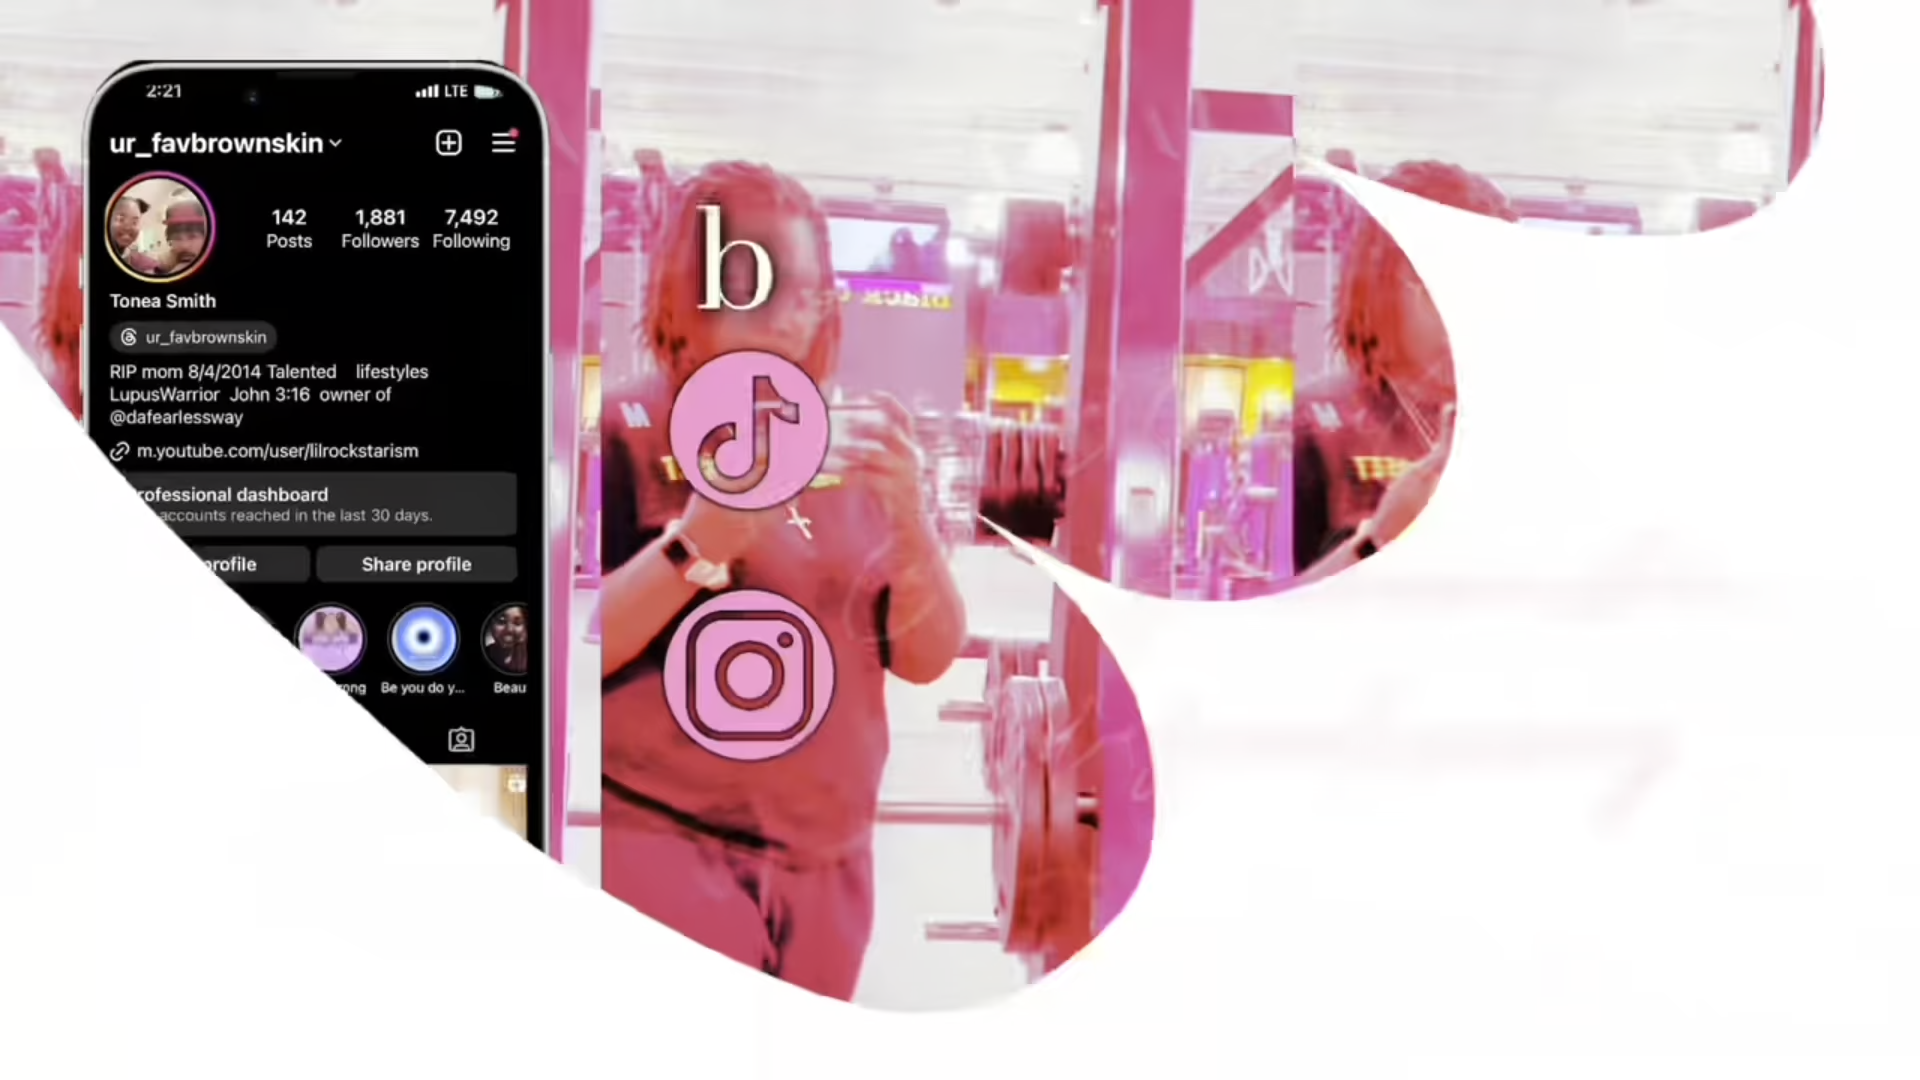 2:21
LTE
ur_favbrownskin
142
1,881
7,492
Posts
Followers
Following
Tonea Smith
ur_favbrownskin
RIP mom 8/4/2014 Talented lifestyles
LupusWarrior John 3:16 owner of
@dafearlessway
m.youtube.com/user/lilrockstarism
rofessional dashboard
accounts reached in the last 30 days.
profile
Share profile
rong
Be you do y...
Beau
b